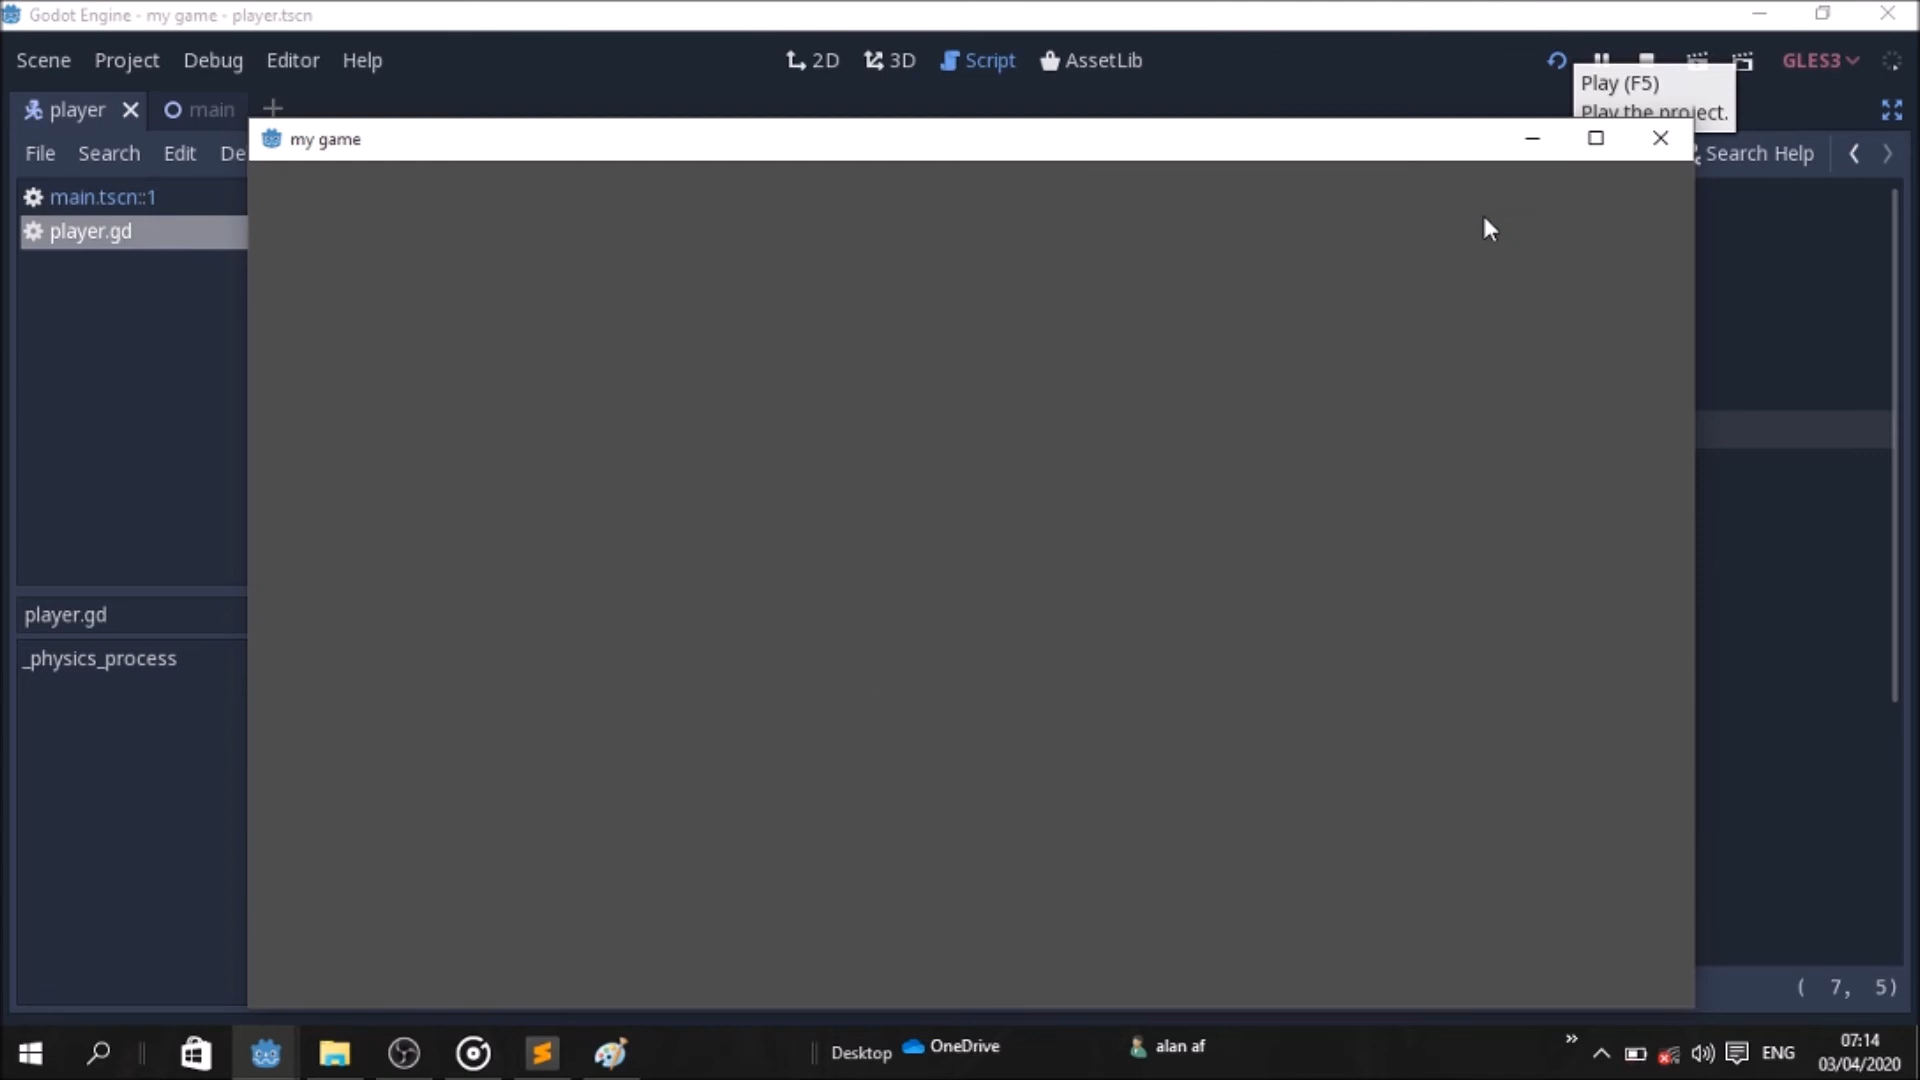 Godot Engine - my game - player.tscn
Scene Project Debug Editor Help 2D 3D Script AssetLib GLES3
Play (F5)
Play the project.
player main
my game
File Search Edit De Search Help
main.tscn::1
player.gd
player.gd
_physics_process
( 7, 5)
Desktop OneDrive alan af ENG
07:14
03/04/2020